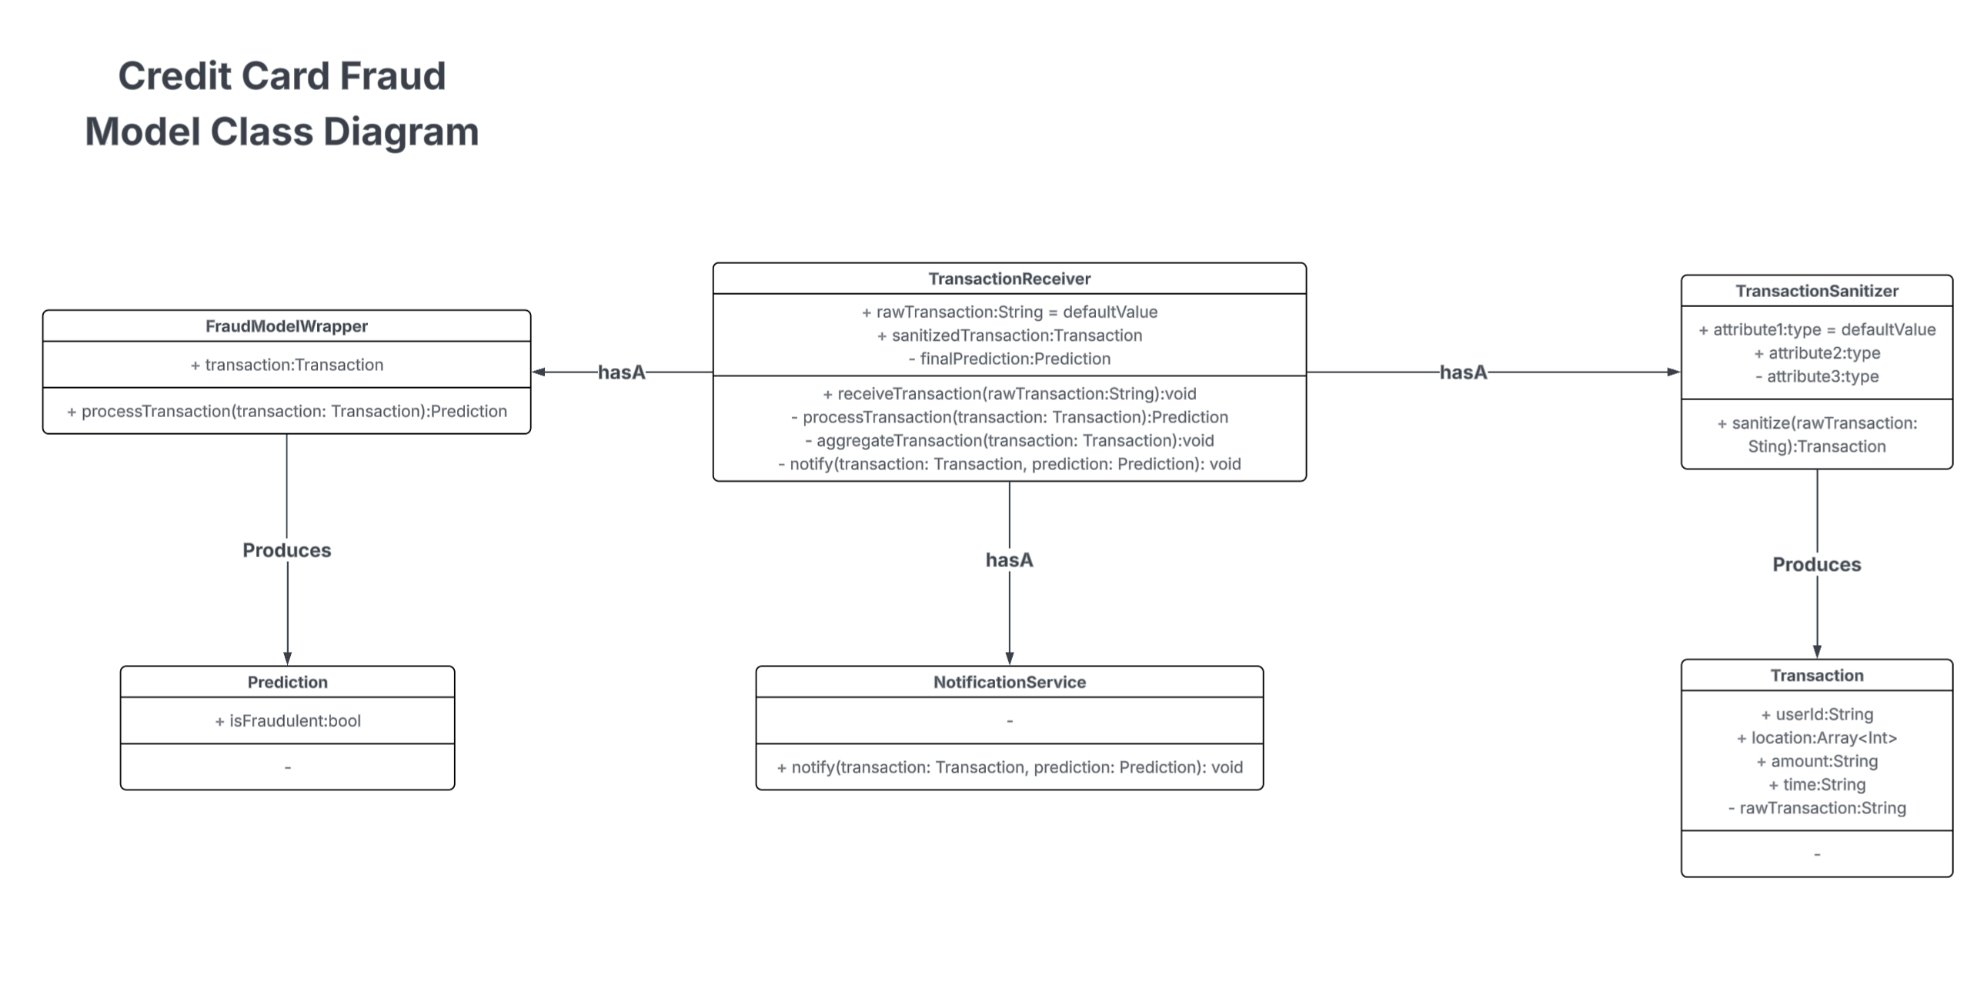 Credit Card Fraud
Model Class Diagram
FraudModelWrapper
+ transaction:Transaction
+ processTransaction(transaction: Transaction):Prediction
hasA
TransactionReceiver
+ rawTransaction:String = defaultValue
+ sanitizedTransaction:Transaction
- finalPrediction:Prediction
+ receiveTransaction(rawTransaction:String):void
- processTransaction(transaction: Transaction):Prediction
- aggregateTransaction(transaction: Transaction):void
- notify(transaction: Transaction, prediction: Prediction): void
hasA
TransactionSanitizer
+ attribute1:type = defaultValue
+ attribute2:type
- attribute3:type
+ sanitize(rawTransaction:
Sting):Transaction
Produces
hasA
Produces
Prediction
+ isFraudulent:bool
-
NotificationService
-
+ notify(transaction: Transaction, prediction: Prediction): void
Transaction
+ userId:String
+ location:Array<Int>
+ amount:String
+ time:String
- rawTransaction:String
-